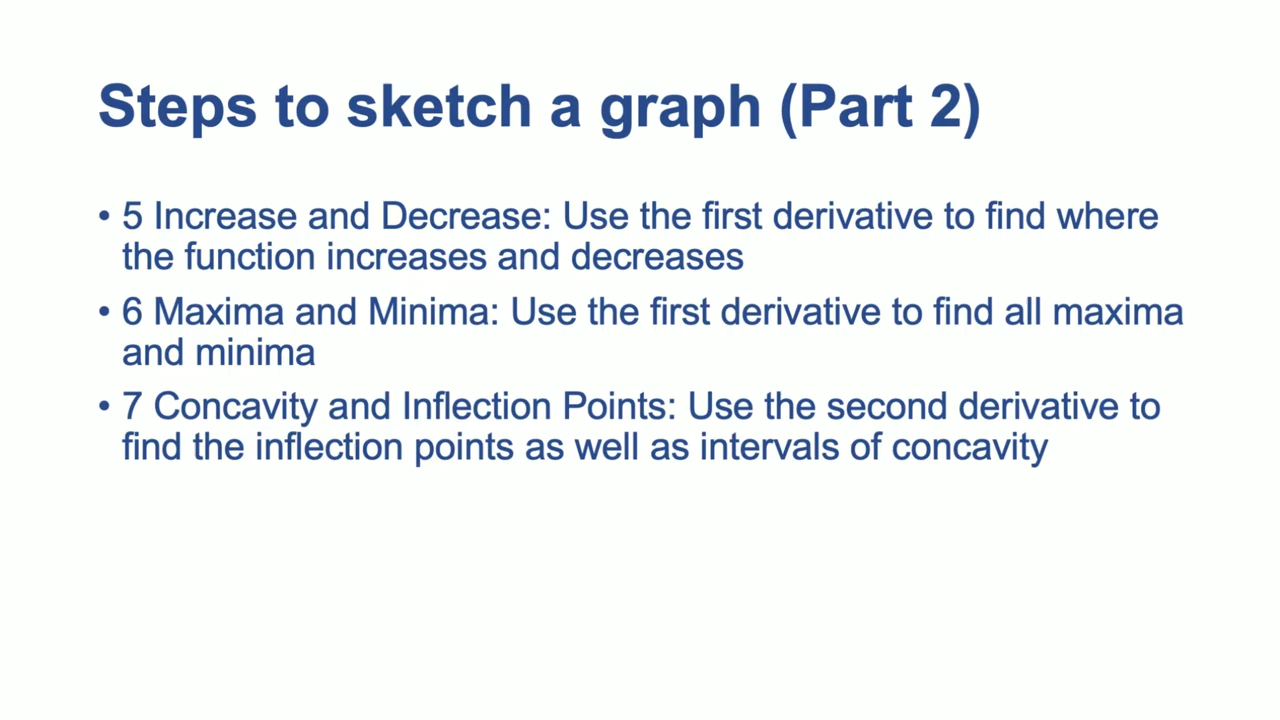 Steps to sketch a graph (Part 2)
• 5 Increase and Decrease: Use the first derivative to find where
the function increases and decreases
• 6 Maxima and Minima: Use the first derivative to find all maxima
and minima
• 7 Concavity and Inflection Points: Use the second derivative to
find the inflection points as well as intervals of concavity